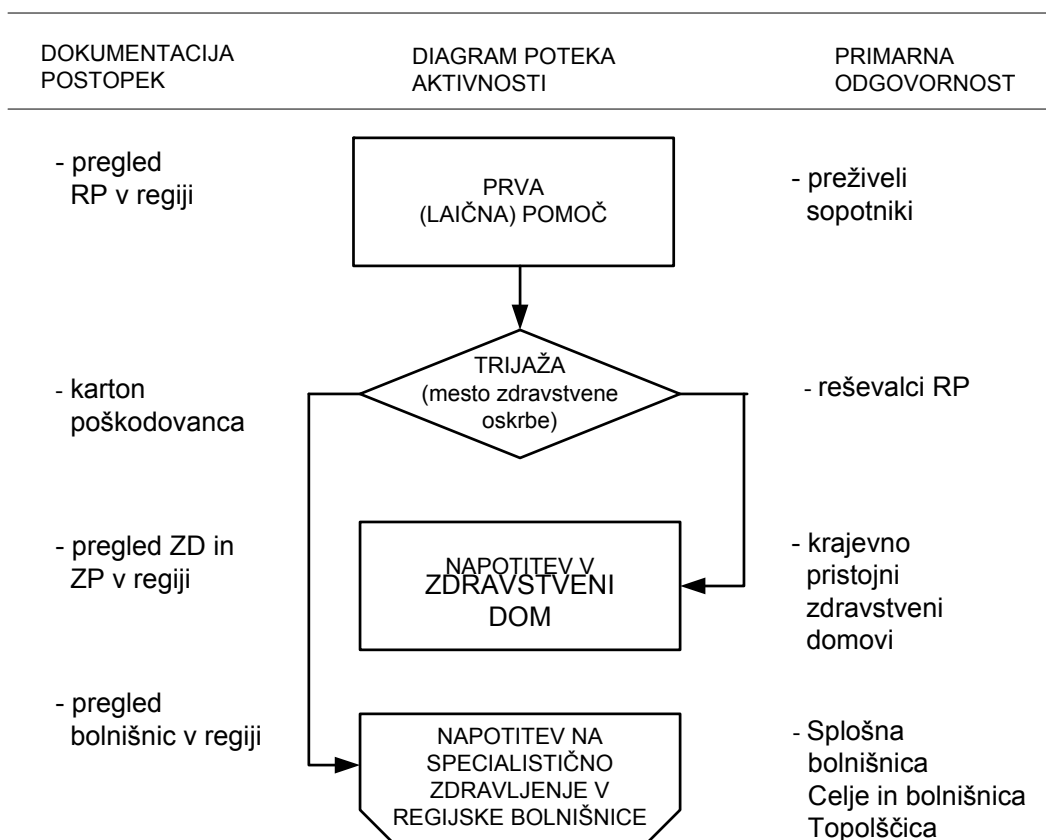 DOKUMENTACIJA
POSTOPEK
DIAGRAM POTEKA
AKTIVNOSTI
PRIMARNA
ODGOVORNOST
- pregled
RP v regiji
PRVA
(LAIČNA) POMOČ
- preživeli
sopotniki
- karton
poškodovanca
TRIJAŽA
(mesto zdravstvene
oskrbe)
- reševalci RP
- pregled ZD in
ZP v regiji
NAPOTITEV V
ZDRAVSTVENI
DOM
- krajevno
pristojni
zdravstveni
domovi
- pregled
bolnišnic v regiji
NAPOTITEV NA
SPECIALISTIČNO
ZDRAVLJENJE V
REGIJSKE BOLNIŠNICE
- Splošna
bolnišnica
Celje in bolnišnica
Topolščica